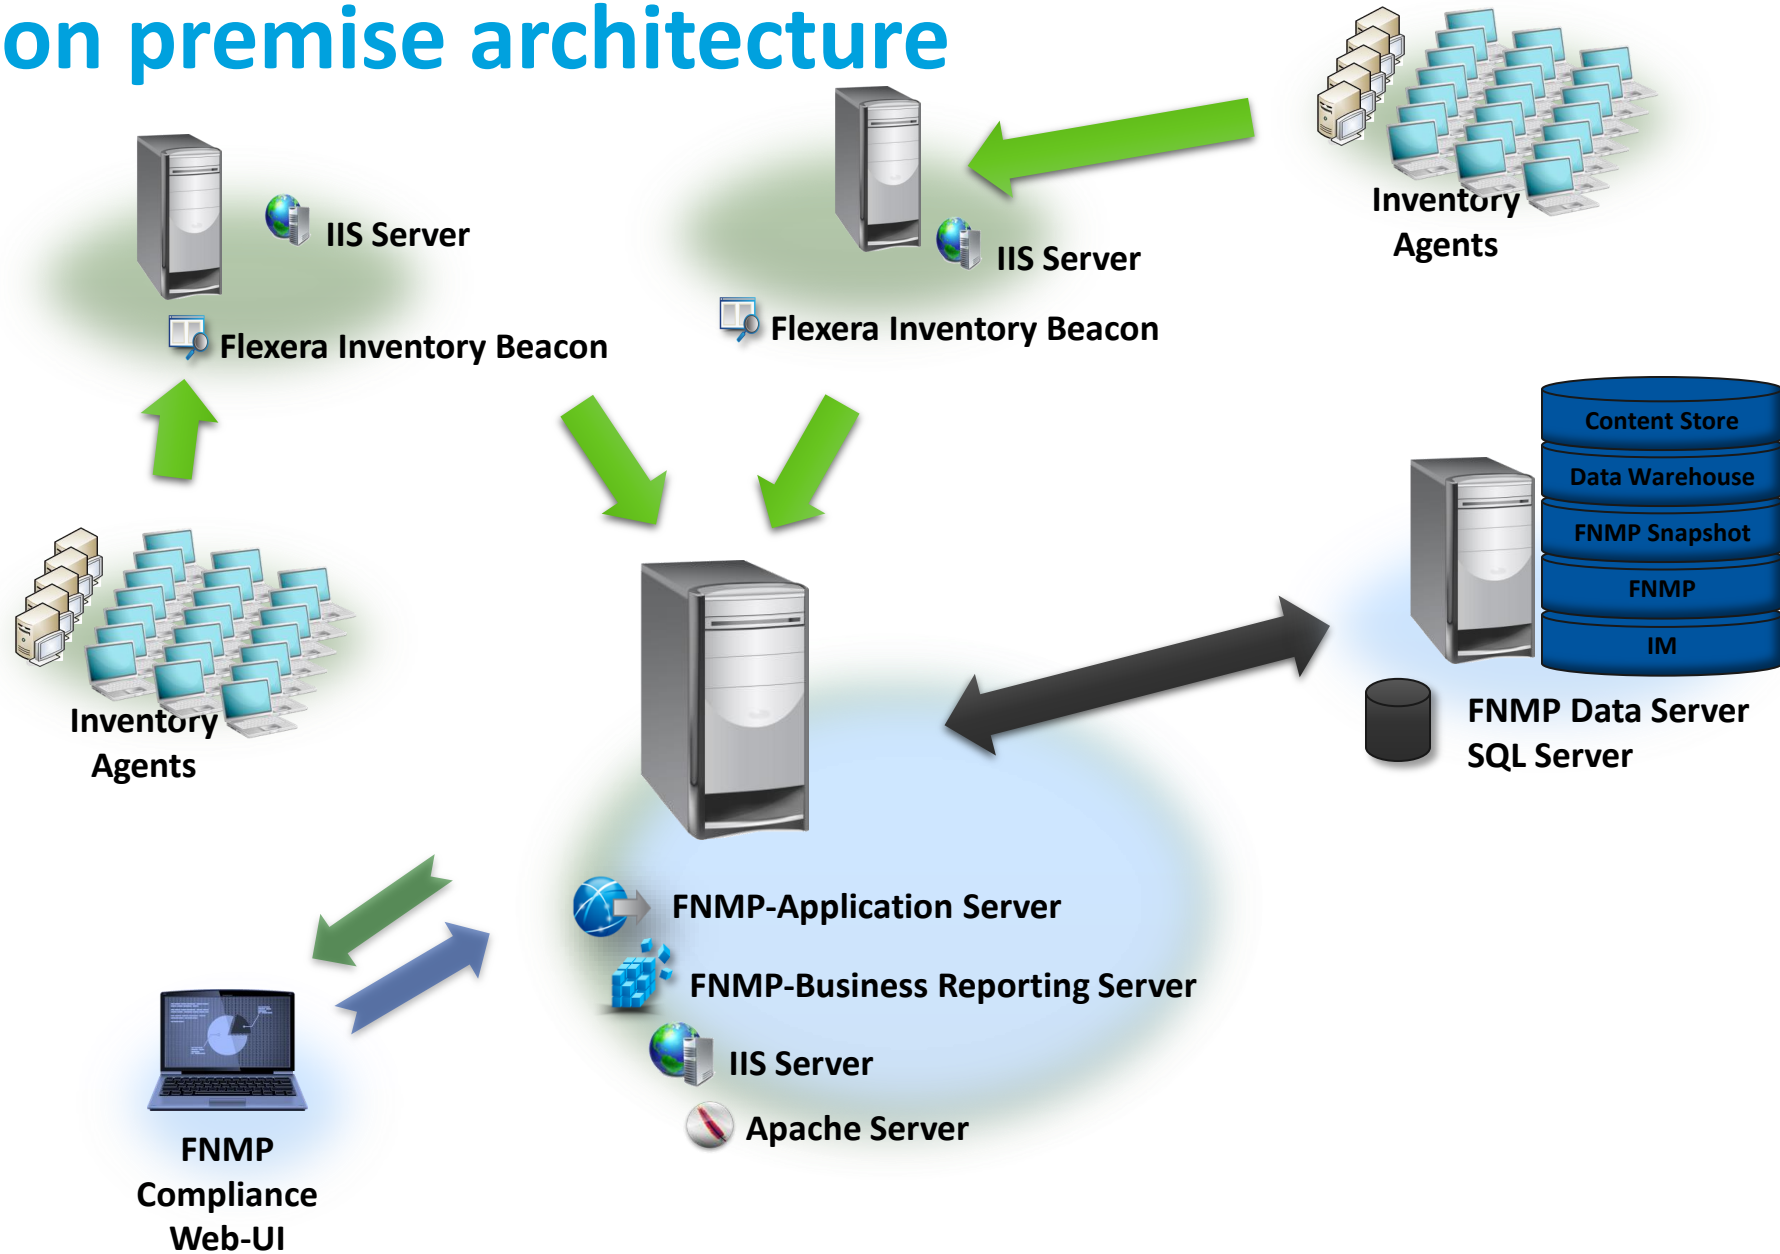 on premise architecture
IIS Server
Flexera Inventory Beacon
IIS Server
Flexera Inventory Beacon
Inventory
Agents
Inventory
Agents
Content Store
Data Warehouse
FNMP Snapshot
FNMP
IM
FNMP Data Server
SQL Server
FNMP-Application Server
FNMP-Business Reporting Server
IIS Server
Apache Server
FNMP
Compliance
Web-UI